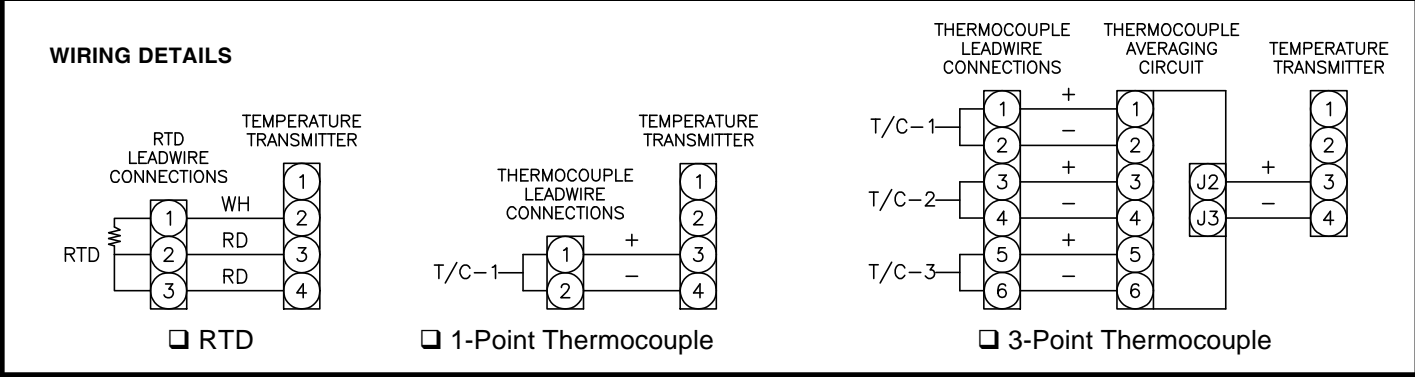 WIRING DETAILS
RTD
LEADWIRE
CONNECTIONS
TEMPERATURE
TRANSMITTER
1
2
3
WH
RD
RD
1
2
3
4
RTD
❑ RTD
THERMOCOUPLE
LEADWIRE
CONNECTIONS
TEMPERATURE
TRANSMITTER
T/C-1
1
2
+
−
1
2
3
4
❑ 1-Point Thermocouple
THERMOCOUPLE
LEADWIRE
CONNECTIONS
THERMOCOUPLE
AVERAGING
CIRCUIT
TEMPERATURE
TRANSMITTER
T/C-1
T/C-2
T/C-3
1
2
3
4
5
6
+
−
+
−
+
−
1
2
3
4
5
6
J2
J3
+
−
1
2
3
4
❑ 3-Point Thermocouple